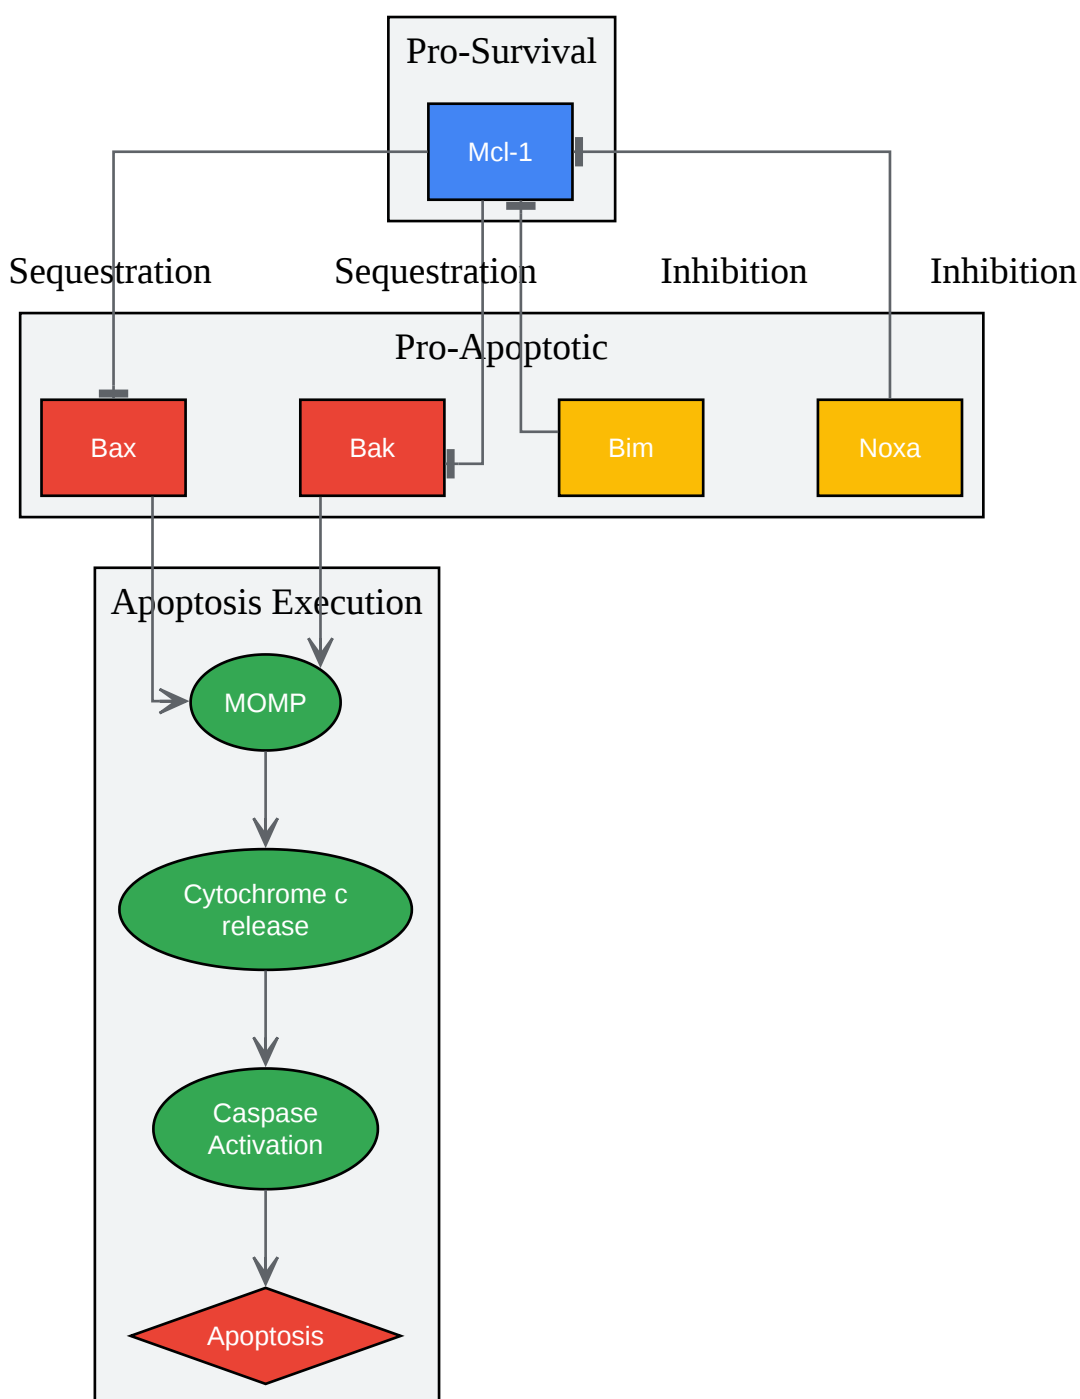 Pro-Survival
Mcl-1
Sequestration
Sequestration
Inhibition
Inhibition
Pro-Apoptotic
Bax
Bak
Bim
Noxa
Apoptosis Execution
MOMP
Cytochrome c
release
Caspase
Activation
Apoptosis